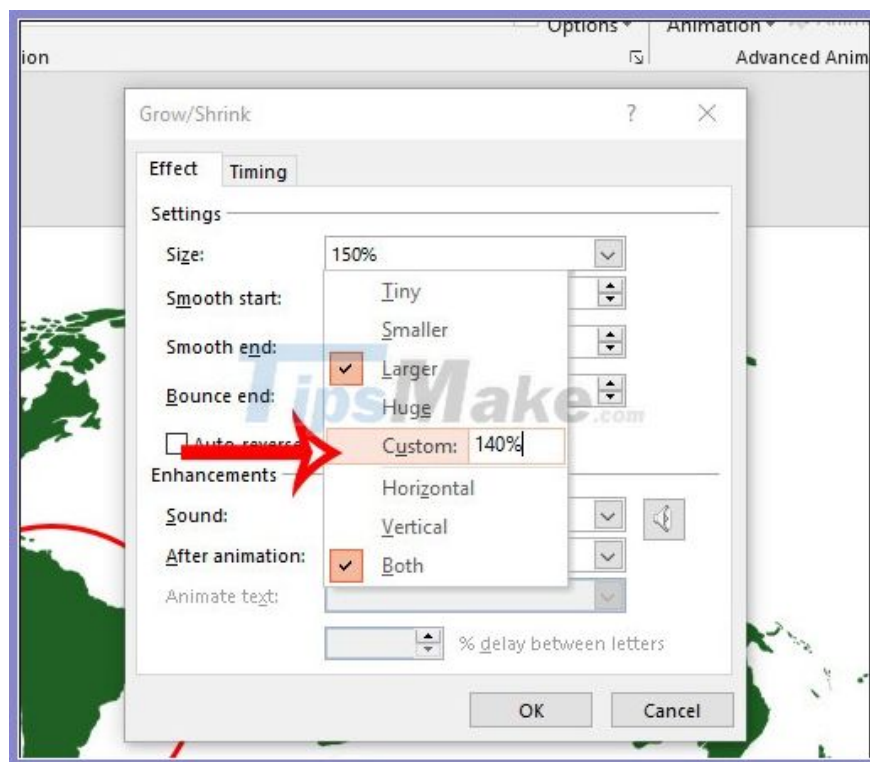 Options Animation
ion Advanced Anim
Grow/Shrink ?
Effect Timing
Settings
Size: 150%
Tiny
Smooth start:
Smaller
Smooth end:
Larger
Bounce end:
Huge
TipsMake.com
Auto-reverse
Custom: 140%
Enhancements
Horizontal
Sound:
Vertical
After animation:
Both
Animate text:
% delay between letters
OK Cancel